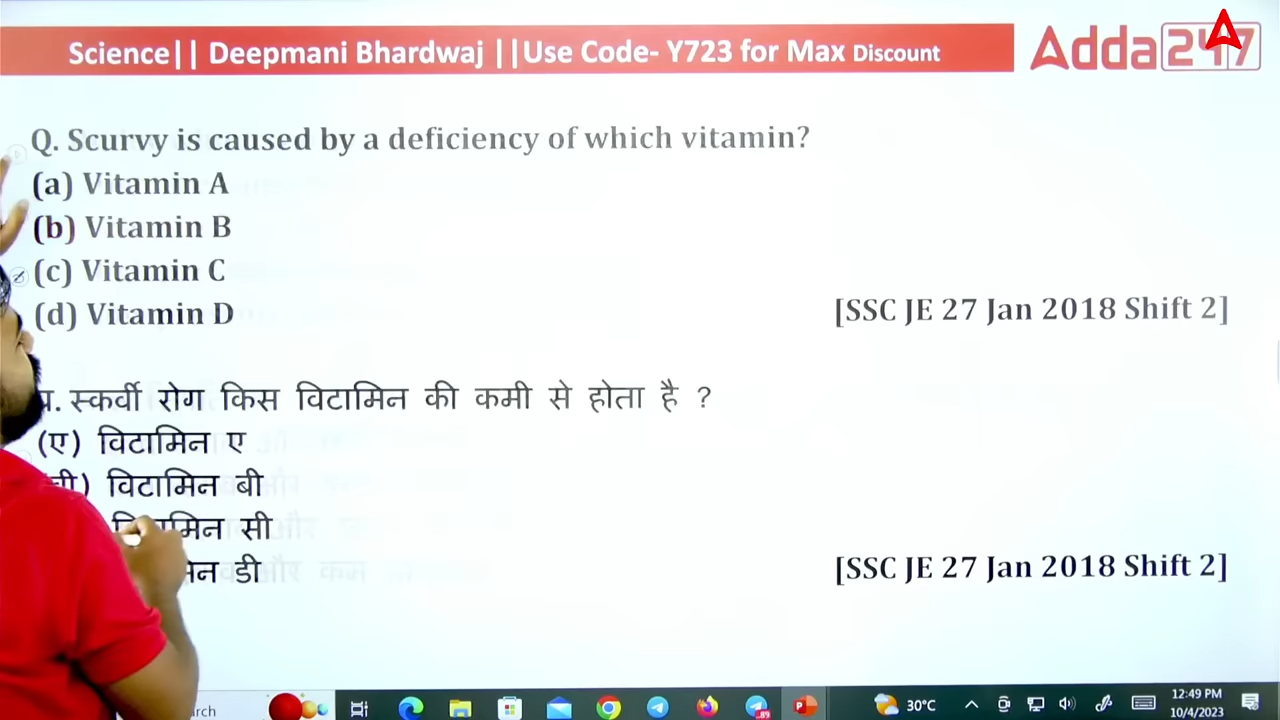 Science|| Deepmani Bhardwaj ||Use Code- Y723 for Max Discount
Adda247
Q. Scurvy is caused by a deficiency of which vitamin?
(a) Vitamin A
(b) Vitamin B
(c) Vitamin C
(d) Vitamin D
[SSC JE 27 Jan 2018 Shift 2]
प्र. स्कर्वी रोग किस विटामिन की कमी से होता है ?
(ए) विटामिन ए
विटामिन बी
सी
डी
[SSC JE 27 Jan 2018 Shift 2]
30°C
12:49 PM
10/4/2023